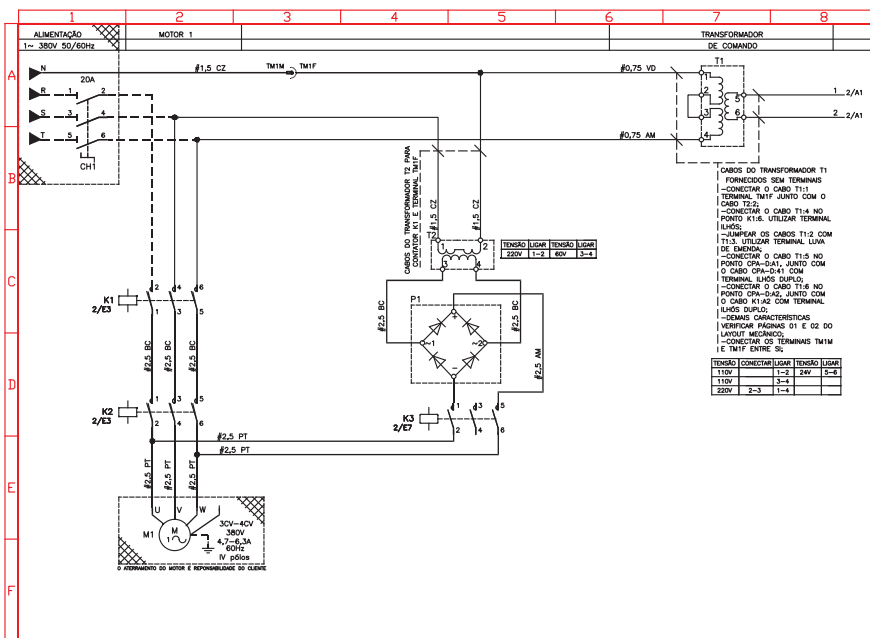 1 2 3 4 5 6 7 8
A
B
C
D
E
F
ALIMENTAÇÃO
1~ 380V 50/60Hz
MOTOR 1
TRANSFORMADOR
DE COMANDO
N
R
S
T
20A
1 2
3 4
5 6
CH1
#1,5 CZ
TM1M
TM1F
#0,75 VD
#0,75 AM
T1
1
2
3
4
5
6
1 2/A1
2 2/A1
CABOS DO TRANSFORMADOR T2 PARA
CONTATOR K1 E TERMINAL TM1F
#1,5 CZ
#1,5 CZ
T2
1 2
3 4
TENSÃO LIGAR TENSÃO LIGAR
220V 1-2 60V 3-4
CABOS DO TRANSFORMADOR T1
FORNECIDOS SEM TERMINAIS
-CONECTAR O CABO T1:1
TERMINAL TM1F JUNTO COM O
CABO T2:2;
-CONECTAR O CABO T1:4 NO
PONTO K1:6. UTILIZAR TERMINAL
ILHÓS;
-JUMPEAR OS CABOS T1:2 COM
T1:3. UTILIZAR TERMINAL LUVA
DE EMENDA;
-CONECTAR O CABO T1:5 NO
PONTO CPA-D:A1, JUNTO COM
O CABO CPA-D:41 COM
TERMINAL ILHÓS DUPLO;
-CONECTAR O CABO T1:6 NO
PONTO CPA-D:A2, JUNTO COM
O CABO K1:A2 COM TERMINAL
ILHÓS DUPLO;
-DEMAIS CARACTERÍSTICAS
VERIFICAR PÁGINAS 01 E 02 DO
LAYOUT MECÂNICO;
-CONECTAR OS TERMINAIS TM1M
E TM1F ENTRE SI;
TENSÃO CONECTAR LIGAR TENSÃO LIGAR
110V 1-2 24V 5-6
110V 3-4
220V 2-3 1-4
K1
2/E3
2 4 6
1 3 5
#2,5 BC
#2,5 BC
#2,5 BC
P1
+
~1
~2
-
#2,5 BC
#2,5 BC
#2,5 AM
K2
2/E3
1 3 5
2 4 6
K3
2/E7
1 3 5
2 4 6
#2,5 PT
#2,5 PT
#2,5 PT
#2,5 PT
#2,5 PT
U V W
M1
M
1
3CV-4CV
380V
4,7-6,3A
60Hz
IV pólos
O ATERRAMENTO DO MOTOR E REPONSABILIDADE DO CLIENTE